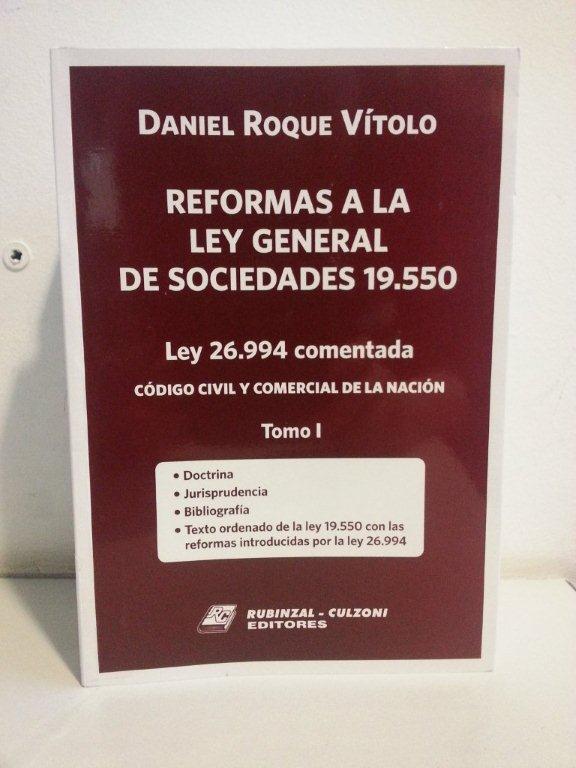 DANIEL ROQUE VÍTOLO
REFORMAS A LA
LEY GENERAL
DE SOCIEDADES 19.550
Ley 26.994 comentada
CÓDIGO CIVIL Y COMERCIAL DE LA NACIÓN
Tomo I
• Doctrina
• Jurisprudencia
• Bibliografía
• Texto ordenado de la ley 19.550 con las
reformas introducidas por la ley 26.994
RC
RUBINZAL - CULZONI
EDITORES